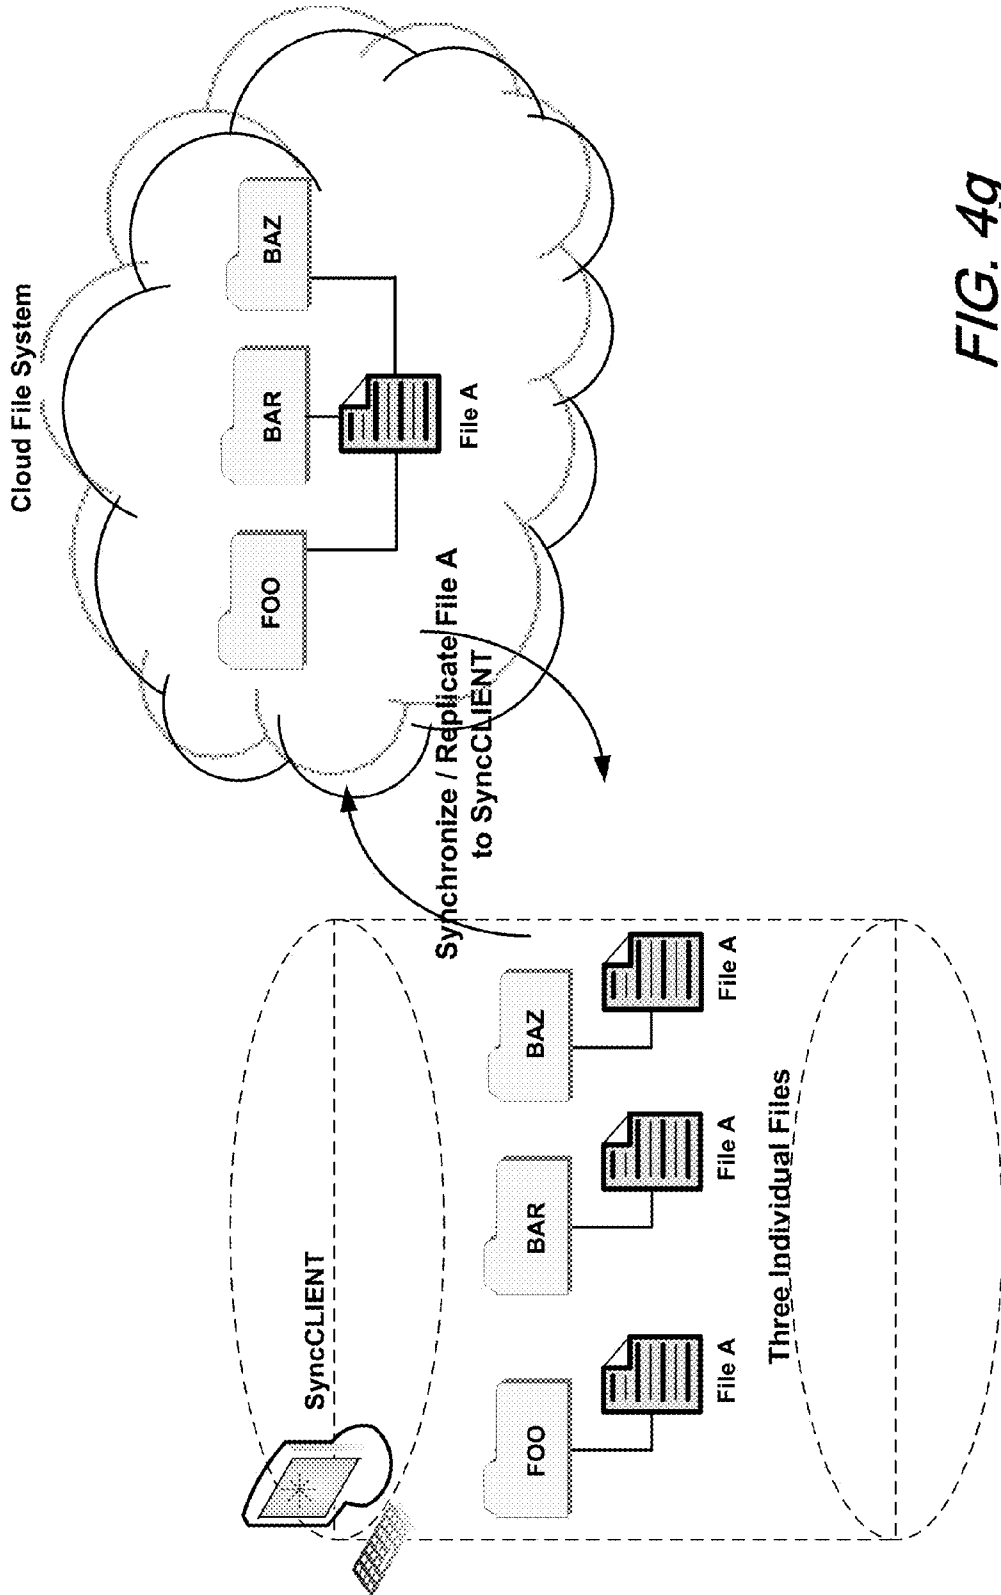 Cloud File System
SyncCLIENT
FOO
BAR
BAZ
File A
Synchronize / Replicate File A
to SyncCLIENT
FOO
BAR
BAZ
File A
File A
File A
Three Individual Files
FIG. 4g